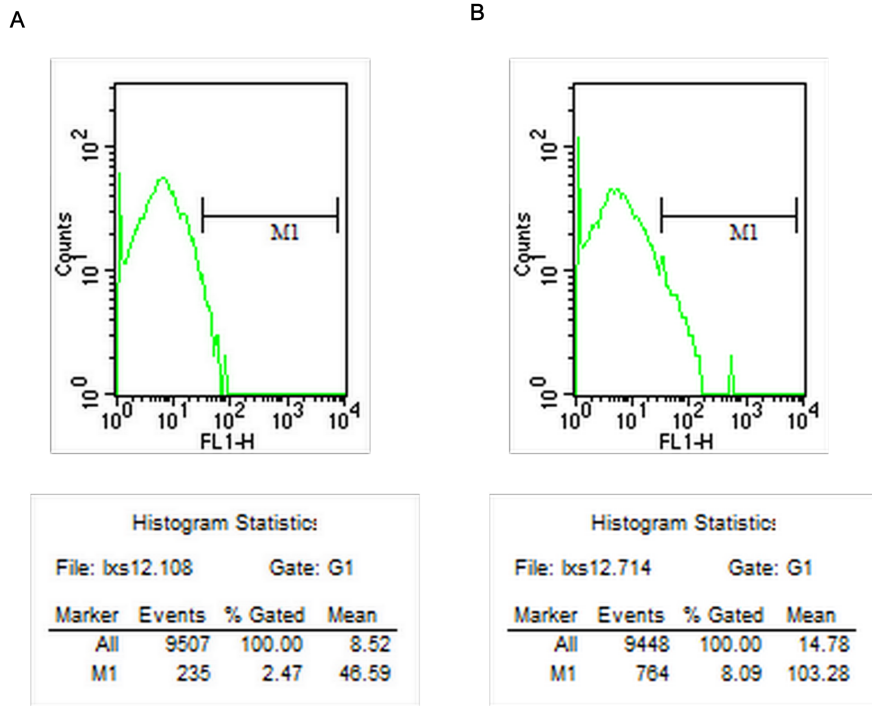 A
B
Counts
10^2
10^1
10^0
M1
10^0 10^1 10^2 10^3 10^4
FL1-H
Counts
10^2
10^1
10^0
M1
10^0 10^1 10^2 10^3 10^4
FL1-H
Histogram Statistics
File: lxs12.108 Gate: G1
Marker Events % Gated Mean
All 9507 100.00 8.52
M1 235 2.47 46.59
Histogram Statistics
File: lxs12.714 Gate: G1
Marker Events % Gated Mean
All 9448 100.00 14.78
M1 764 8.09 103.28